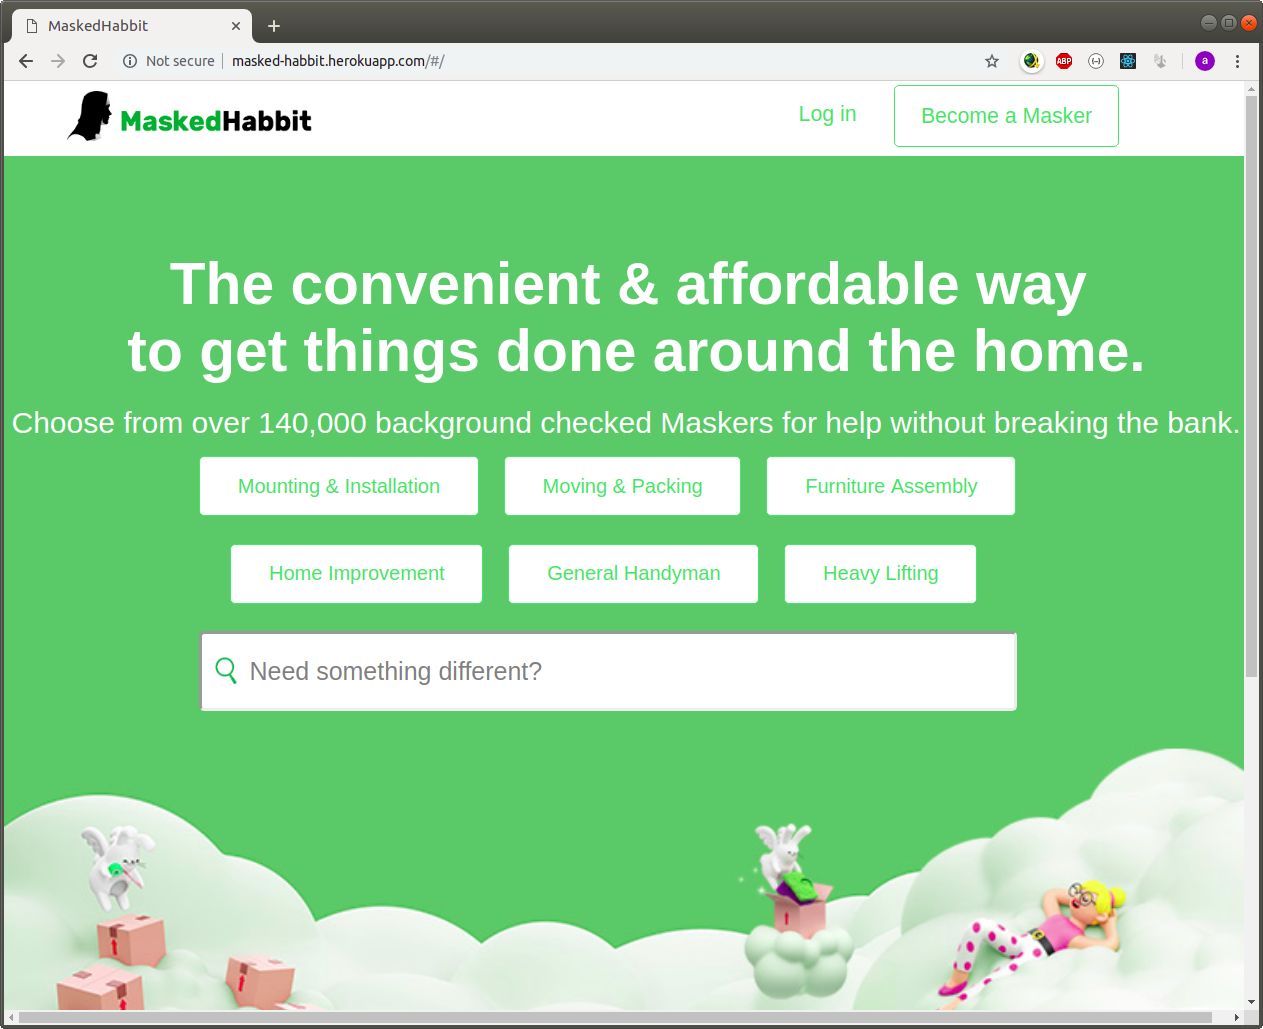 MaskedHabbit
Not secure masked-habbit.herokuapp.com/#/
ABP
a
MaskedHabbit
Log in
Become a Masker
The convenient & affordable way
to get things done around the home.
Choose from over 140,000 background checked Maskers for help without breaking the bank.
Mounting & Installation
Moving & Packing
Furniture Assembly
Home Improvement
General Handyman
Heavy Lifting
Need something different?